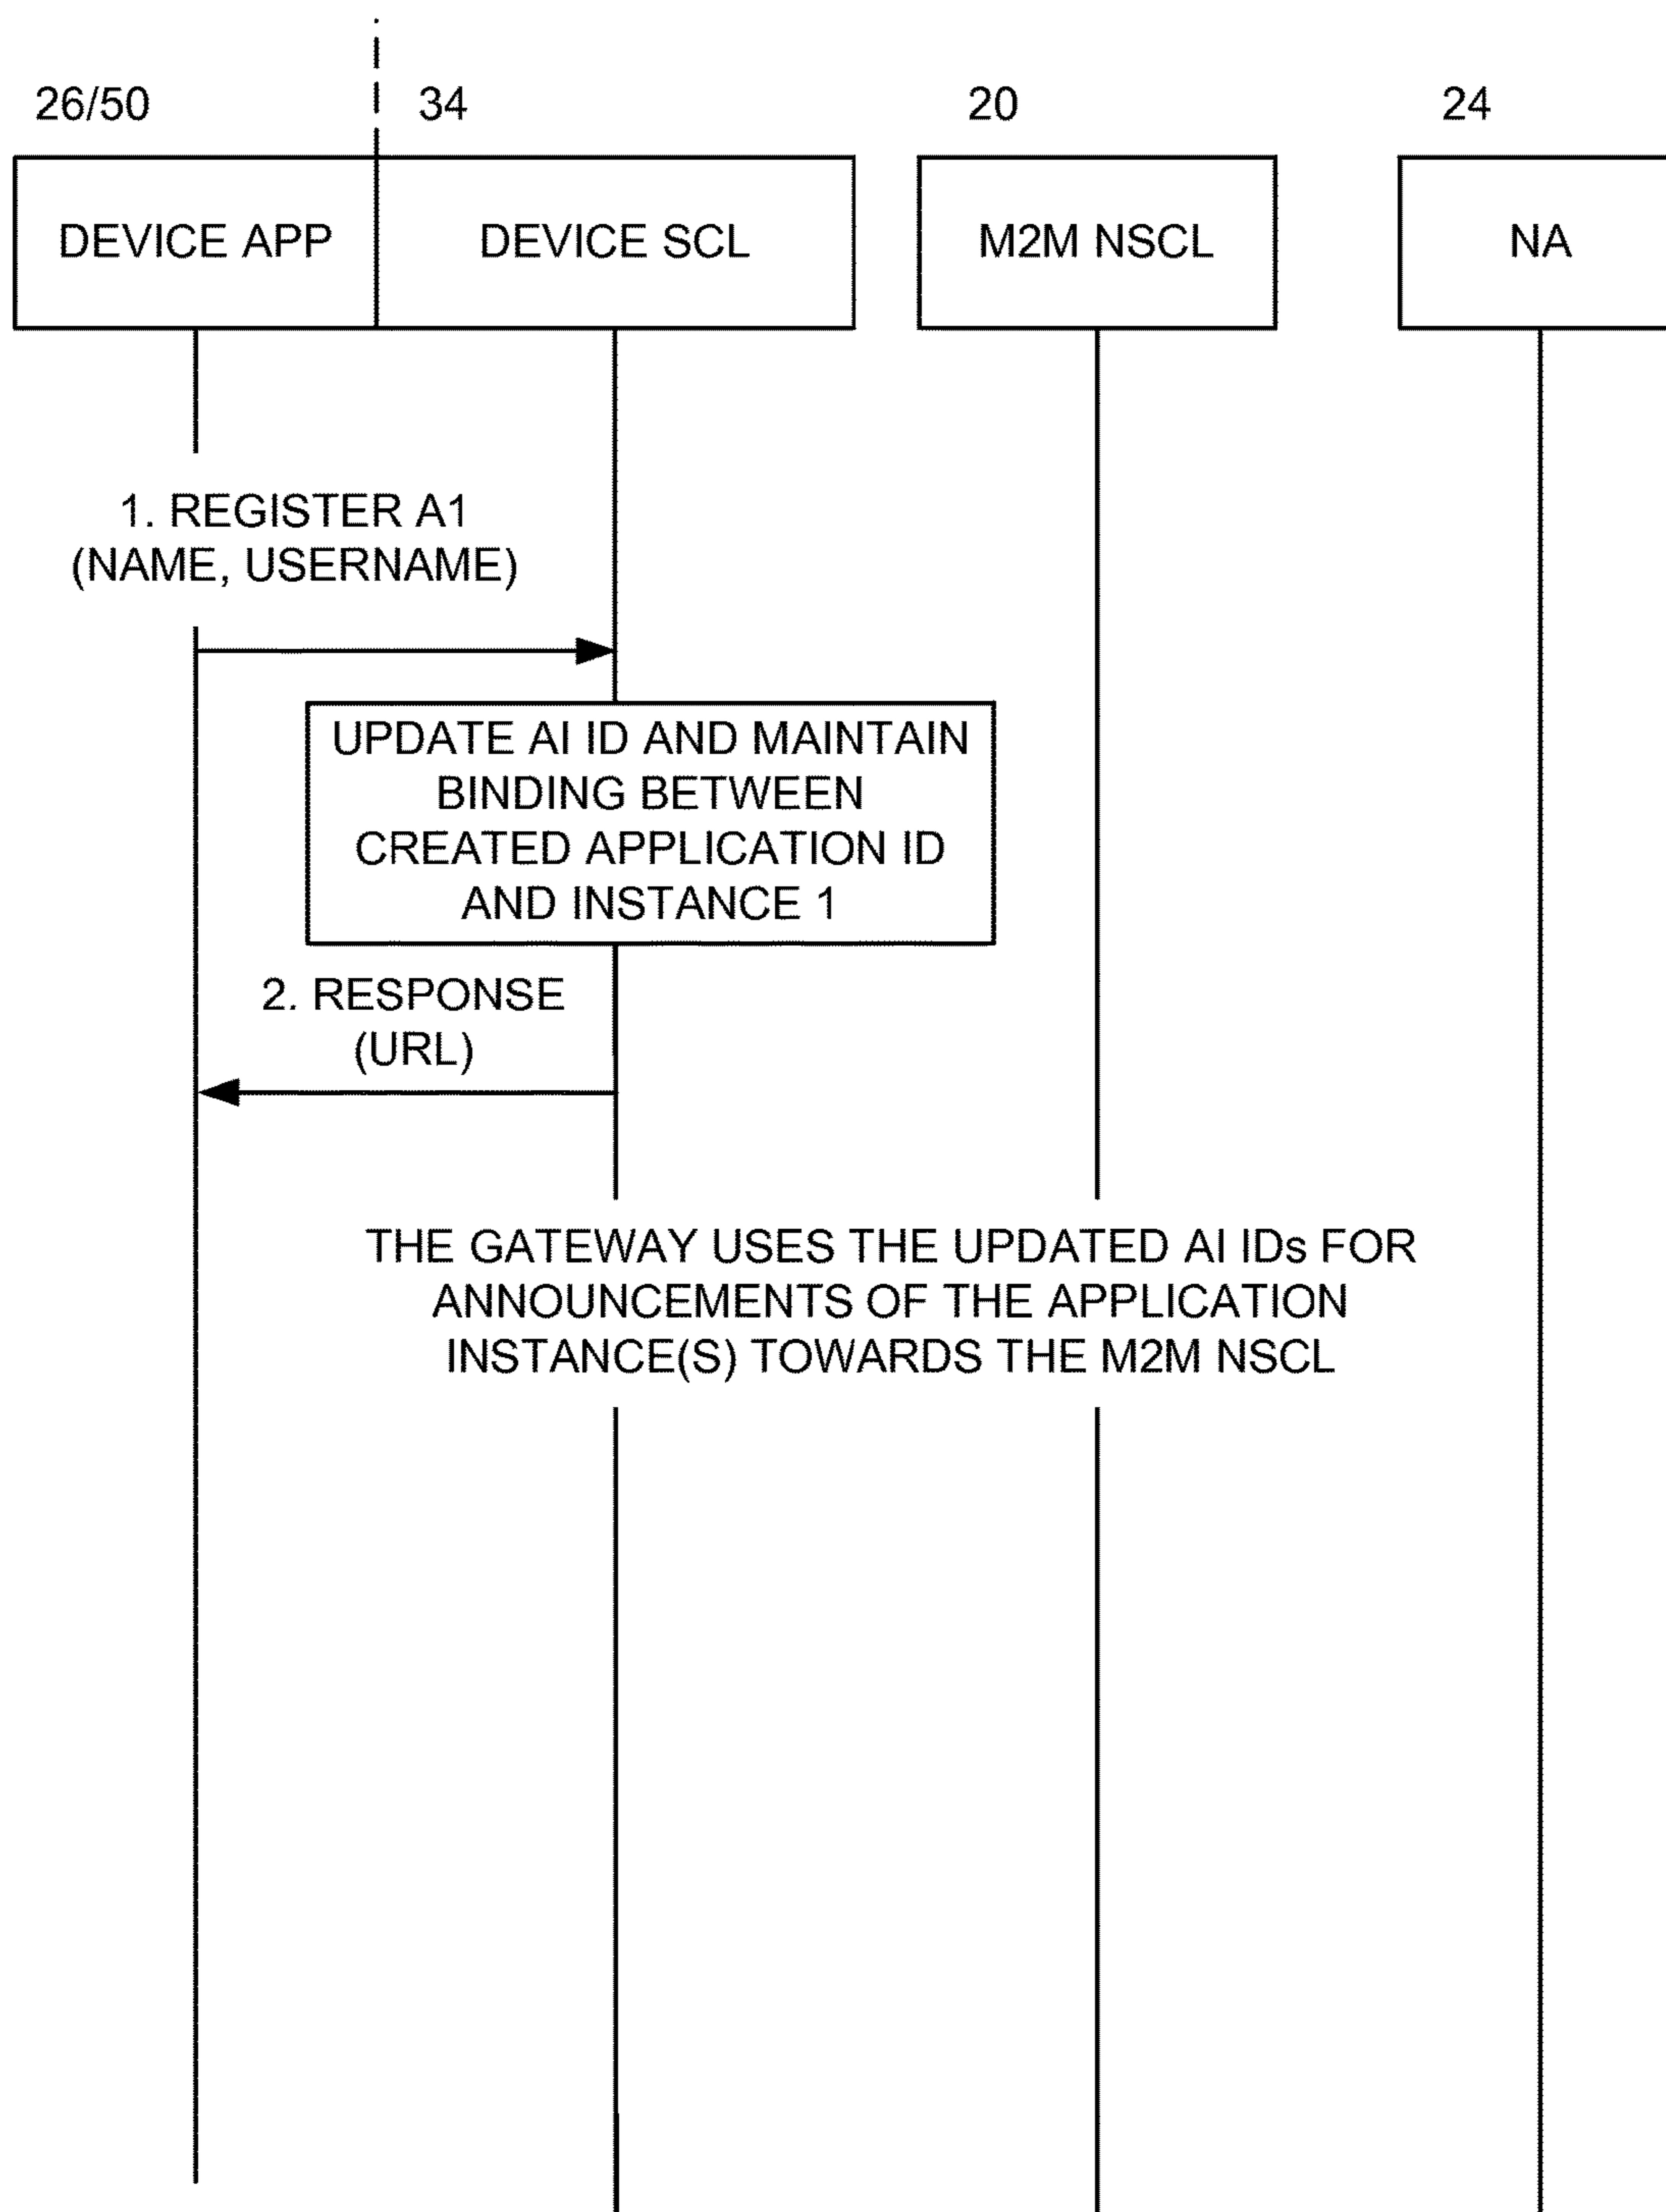 26/50
34
20
24
DEVICE APP
DEVICE SCL
M2M NSCL
NA
1. REGISTER A1
(NAME, USERNAME)
UPDATE AI ID AND MAINTAIN
BINDING BETWEEN
CREATED APPLICATION ID
AND INSTANCE 1
2. RESPONSE
(URL)
THE GATEWAY USES THE UPDATED AI IDs FOR
ANNOUNCEMENTS OF THE APPLICATION
INSTANCE(S) TOWARDS THE M2M NSCL